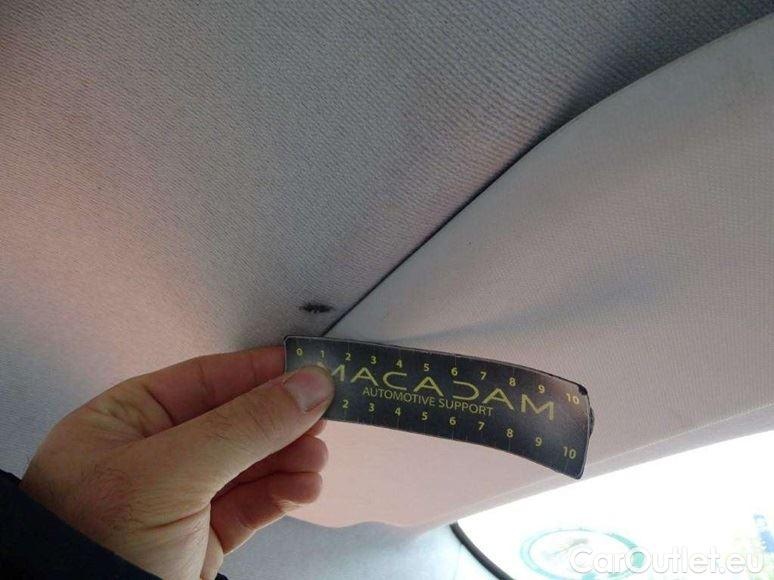 0 1 2 3 4 5 6 7 8 9 10
MACADAM
AUTOMOTIVE SUPPORT
2 3 4 5 6 7 8 9 10
CarOutlet.eu